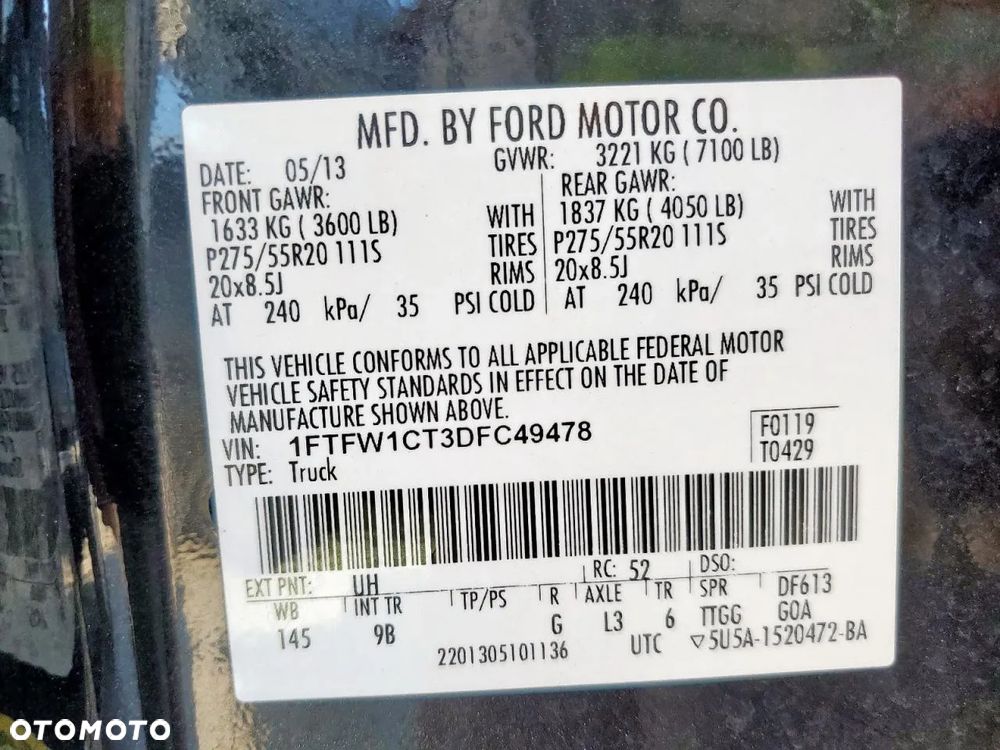 MFD. BY FORD MOTOR CO.
DATE: 05/13 GVWR: 3221 KG ( 7100 LB)
FRONT GAWR: REAR GAWR:
1633 KG ( 3600 LB) WITH 1837 KG ( 4050 LB) WITH
P275/55R20 111S TIRES P275/55R20 111S TIRES
20x8.5J RIMS 20x8.5J RIMS
AT 240 kPa/ 35 PSI COLD AT 240 kPa/ 35 PSI COLD
THIS VEHICLE CONFORMS TO ALL APPLICABLE FEDERAL MOTOR
VEHICLE SAFETY STANDARDS IN EFFECT ON THE DATE OF
MANUFACTURE SHOWN ABOVE.
VIN: 1FTFW1CT3DFC49478 F0119
TYPE: Truck T0429
EXT PNT: UH RC: 52 DSO:
WB INT TR TP/PS R AXLE TR SPR DF613
145 9B G L3 6 TTGG GOA
2201305101136 UTC ▽5U5A-1520472-BA
OTOMOTO